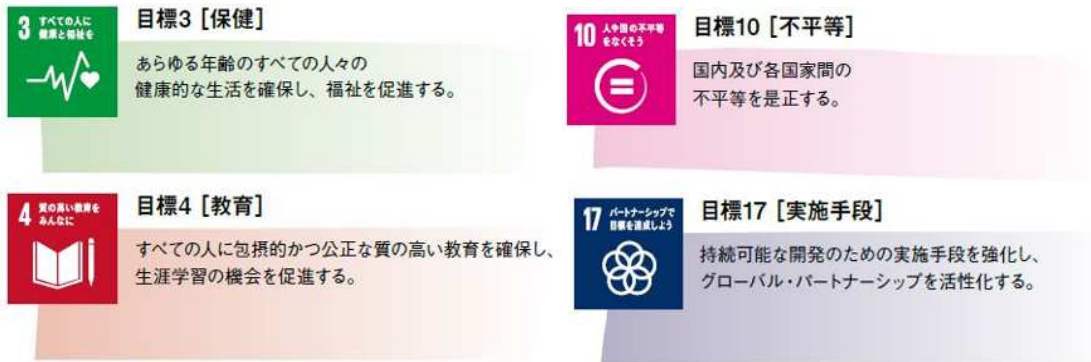 3 すべての人に
健康と福祉を
目標3 [保健]
あらゆる年齢のすべての人々の
健康的な生活を確保し、福祉を促進する。
10 人や国の不平等
をなくそう
目標10 [不平等]
国内及び各国家間の
不平等を是正する。
4 質の高い教育を
みんなに
目標4 [教育]
すべての人に包摂的かつ公正な質の高い教育を確保し、
生涯学習の機会を促進する。
17 パートナーシップで
目標を達成しよう
目標17 [実施手段]
持続可能な開発のための実施手段を強化し、
グローバル・パートナーシップを活性化する。